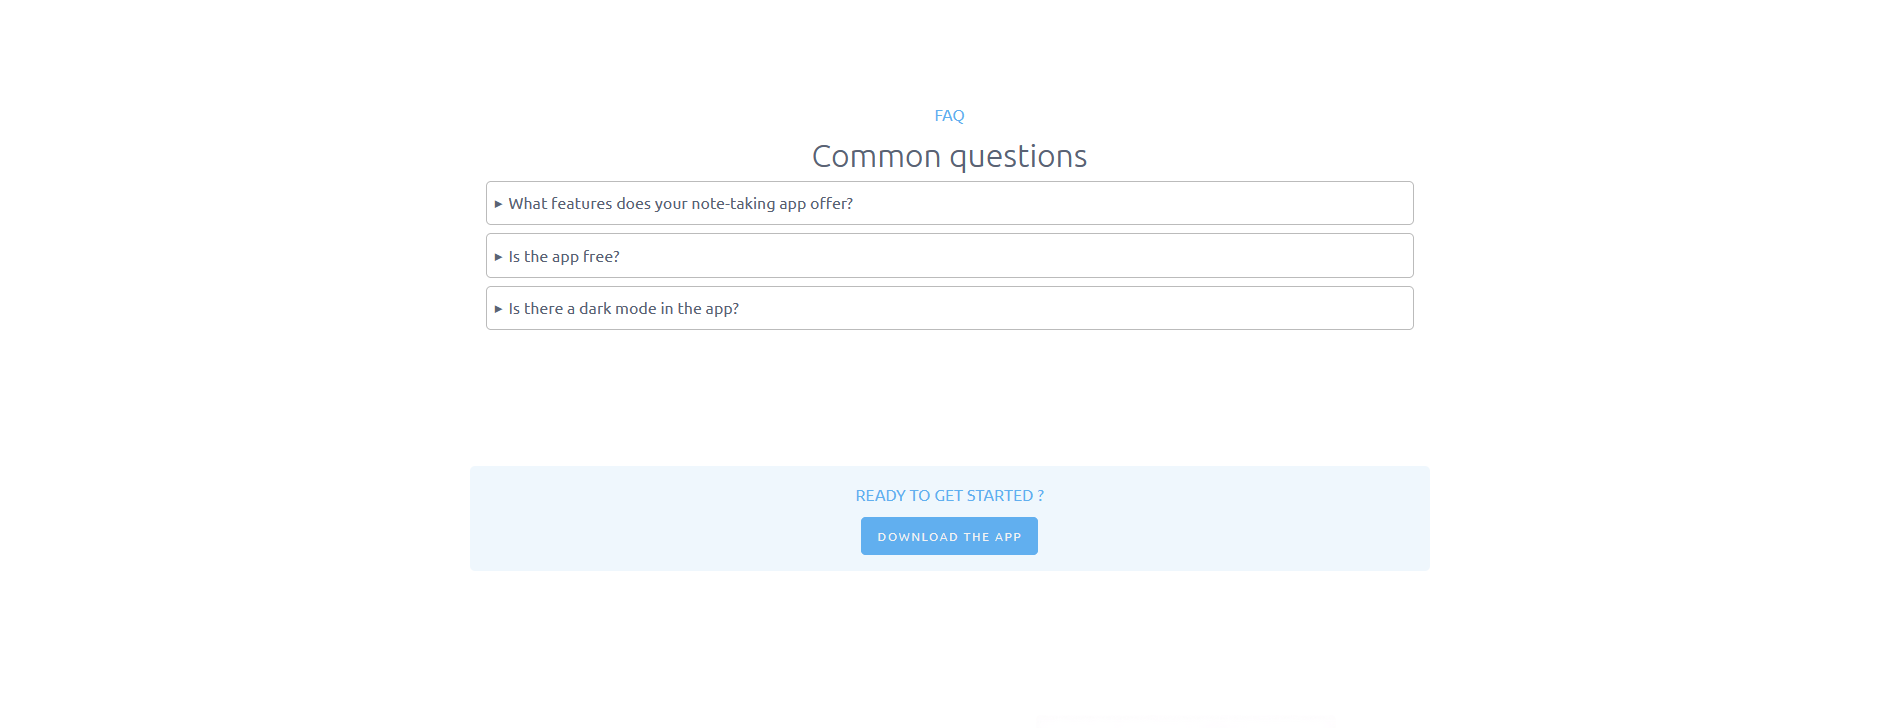 FAQ
Common questions
What features does your note-taking app offer?
Is the app free?
Is there a dark mode in the app?
READY TO GET STARTED ?
DOWNLOAD THE APP